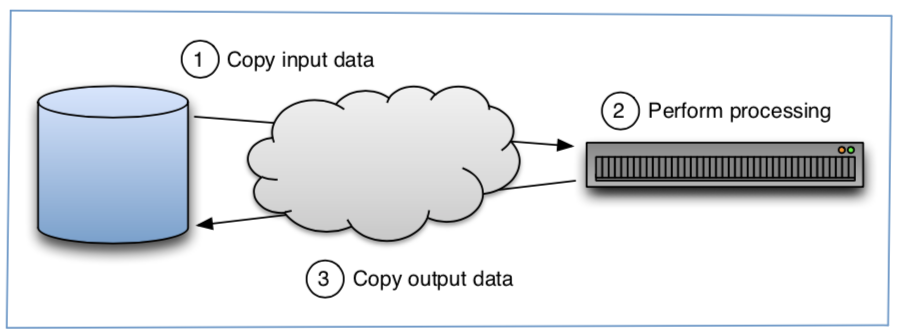 1 Copy input data
2 Perform processing
3 Copy output data